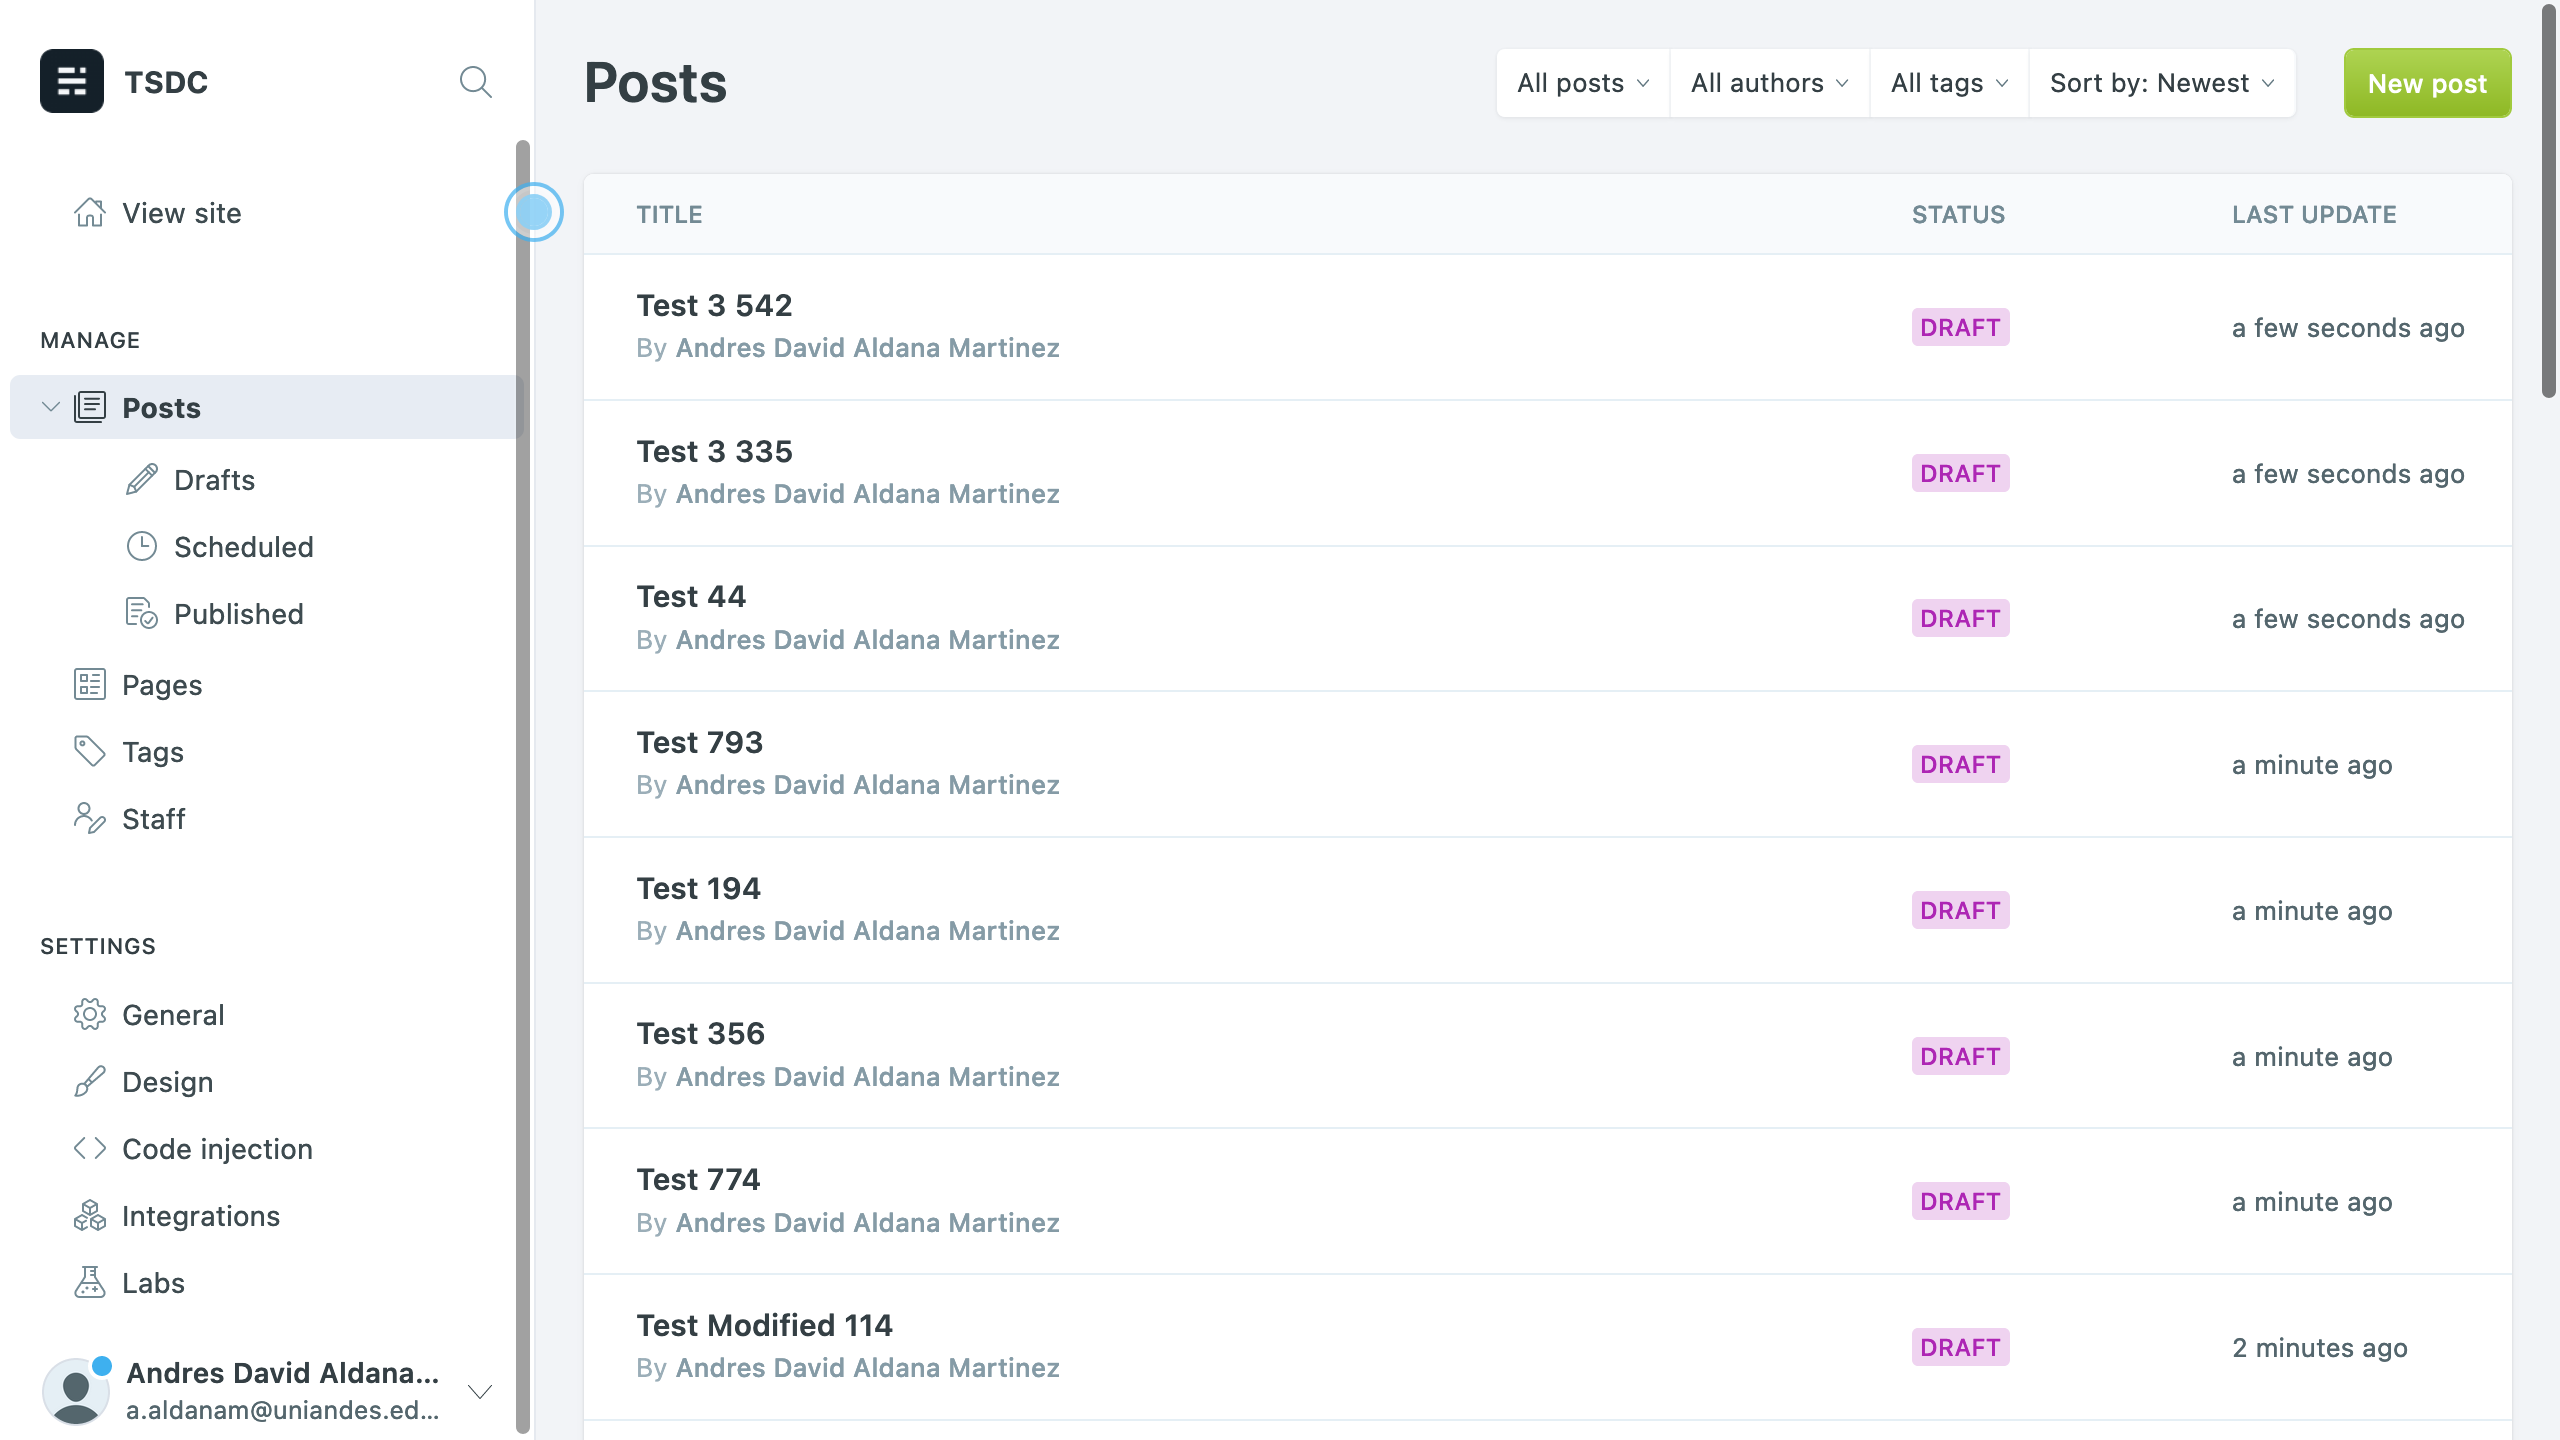 TSDC
View site
MANAGE
Posts
Drafts
Scheduled
Published
Pages
Tags
Staff
SETTINGS
General
Design
Code injection
Integrations
Labs
Andres David Aldana...
a.aldanam@uniandes.ed...
Posts
All posts
All authors
All tags
Sort by: Newest
New post
TITLE STATUS LAST UPDATE
Test 3 542
By Andres David Aldana Martinez
DRAFT
a few seconds ago
Test 3 335
By Andres David Aldana Martinez
DRAFT
a few seconds ago
Test 44
By Andres David Aldana Martinez
DRAFT
a few seconds ago
Test 793
By Andres David Aldana Martinez
DRAFT
a minute ago
Test 194
By Andres David Aldana Martinez
DRAFT
a minute ago
Test 356
By Andres David Aldana Martinez
DRAFT
a minute ago
Test 774
By Andres David Aldana Martinez
DRAFT
a minute ago
Test Modified 114
By Andres David Aldana Martinez
DRAFT
2 minutes ago